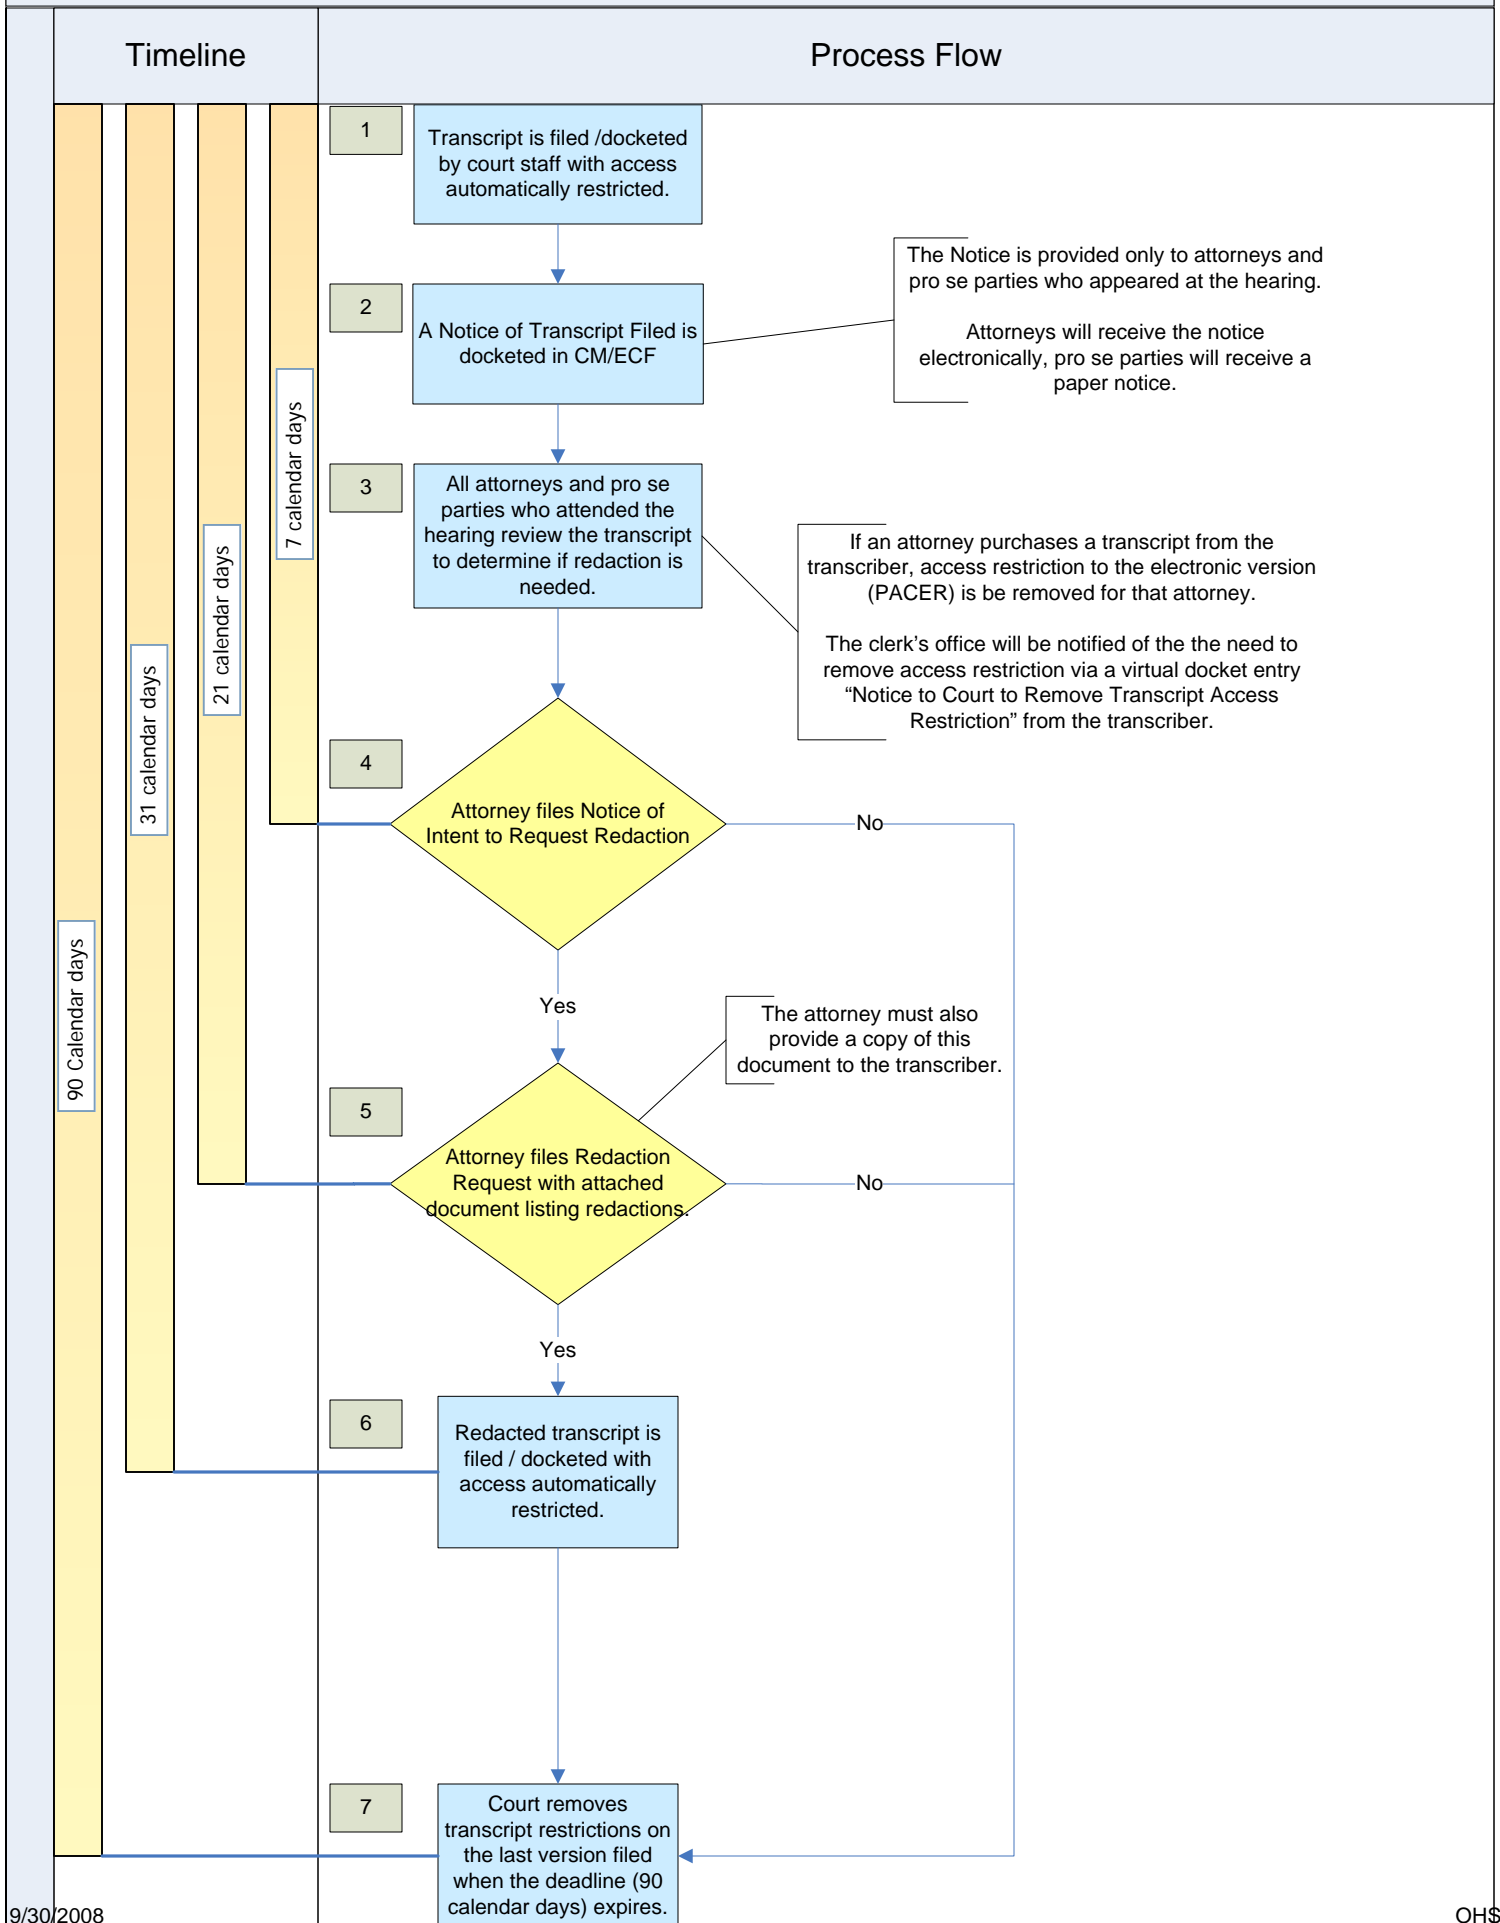 Timeline
Process Flow
1
Transcript is filed /docketed
by court staff with access
automatically restricted.
2
A Notice of Transcript Filed is
docketed in CM/ECF
The Notice is provided only to attorneys and
pro se parties who appeared at the hearing.
Attorneys will receive the notice
electronically, pro se parties will receive a
paper notice.
3
All attorneys and pro se
parties who attended the
hearing review the transcript
to determine if redaction is
needed.
If an attorney purchases a transcript from the
transcriber, access restriction to the electronic version
(PACER) is be removed for that attorney.
The clerk's office will be notified of the the need to
remove access restriction via a virtual docket entry
“Notice to Court to Remove Transcript Access
Restriction” from the transcriber.
7 calendar days
21 calendar days
31 calendar days
90 Calendar days
4
Attorney files Notice of
Intent to Request Redaction
No
Yes
The attorney must also
provide a copy of this
document to the transcriber.
5
Attorney files Redaction
Request with attached
document listing redactions.
No
Yes
6
Redacted transcript is
filed / docketed with
access automatically
restricted.
7
Court removes
transcript restrictions on
the last version filed
when the deadline (90
calendar days) expires.
9/30/2008
OHS